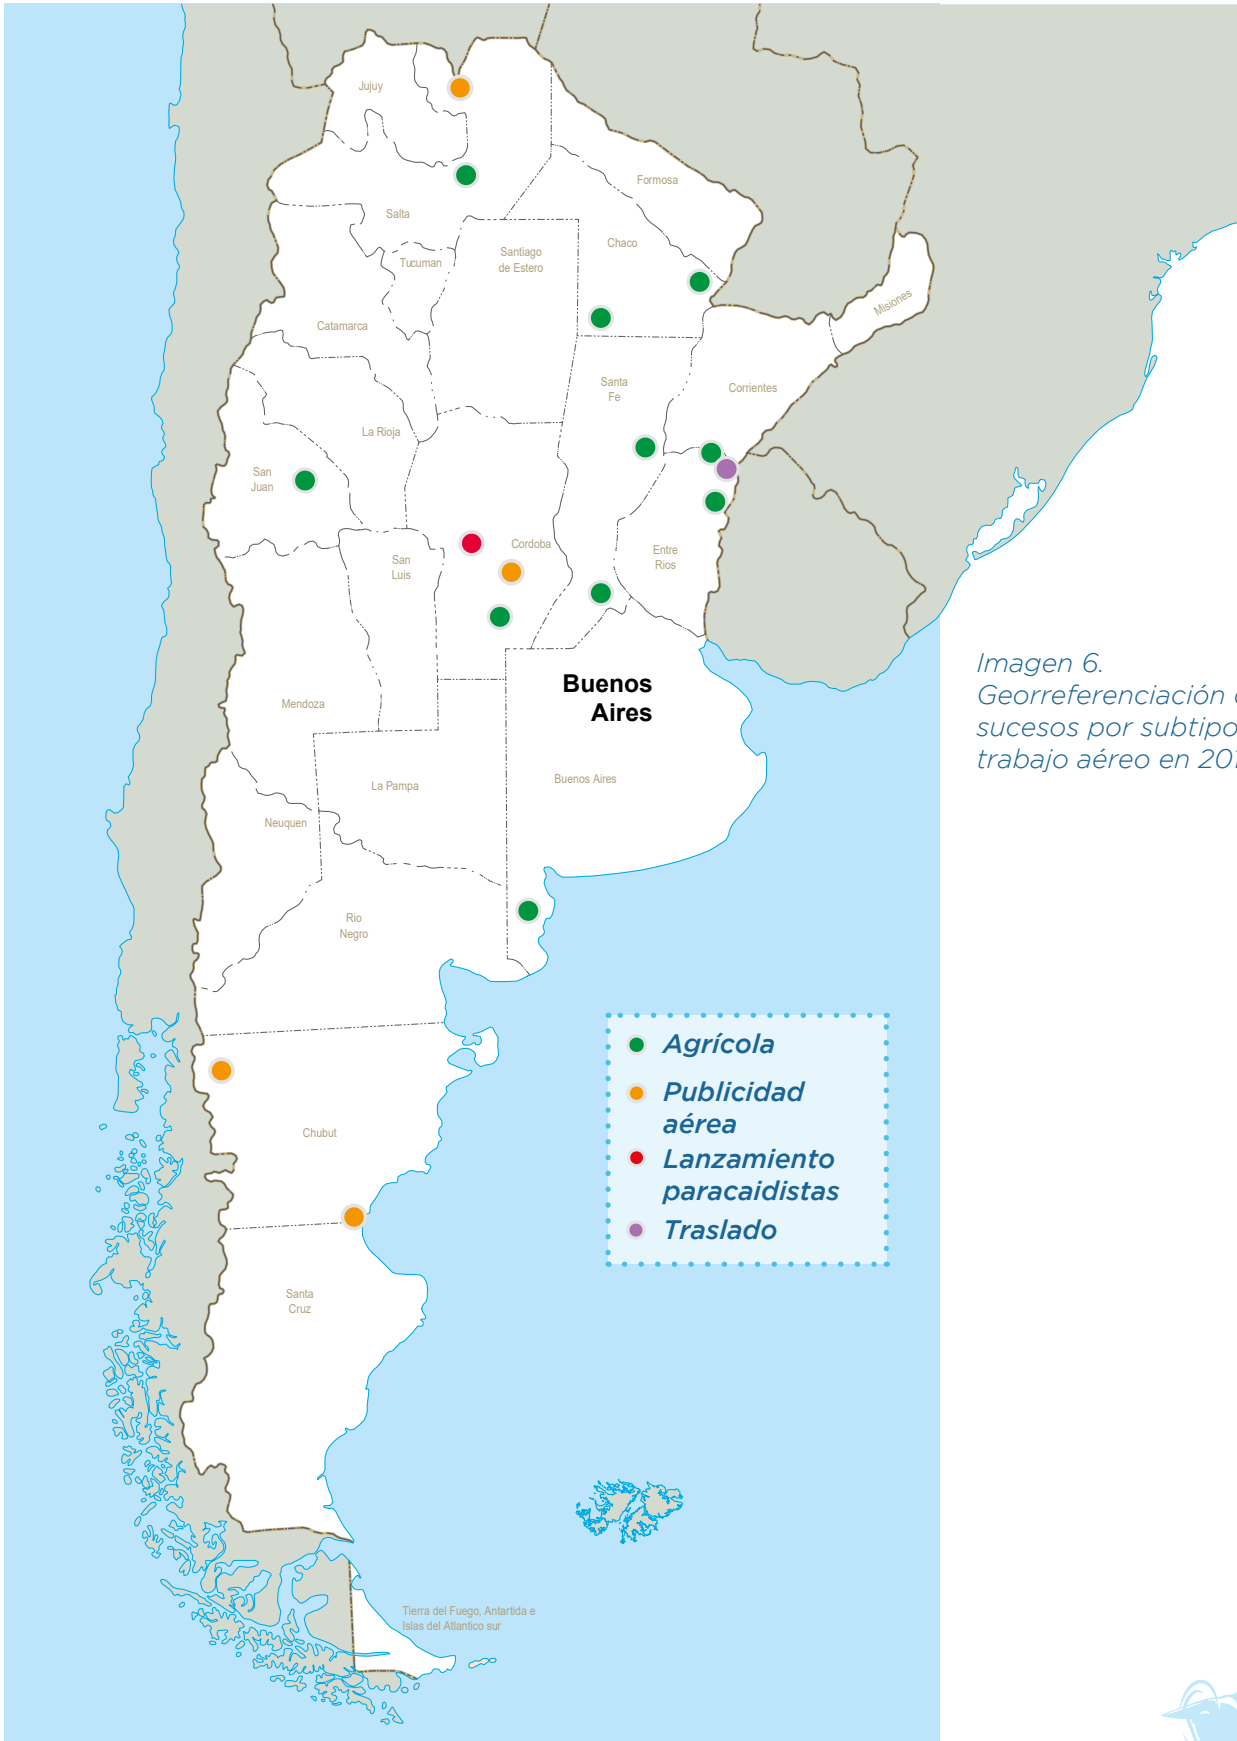 Jujuy
Formosa
Salta
Chaco
Santiago
de Estero
Tucuman
Misiones
Catamarca
Santa
Fe
Corrientes
La Rioja
San
Juan
Cordoba
San
Luis
Entre
Rios
Buenos
Aires
Mendoza
Buenos Aires
La Pampa
Neuquen
Rio
Negro
Chubut
Santa
Cruz
Tierra del Fuego, Antartida e
Islas del Atlantico sur
Agrícola
Publicidad
aérea
Lanzamiento
paracaidistas
Traslado
Imagen 6.
Georreferenciación
sucesos por subtipo
trabajo aéreo en